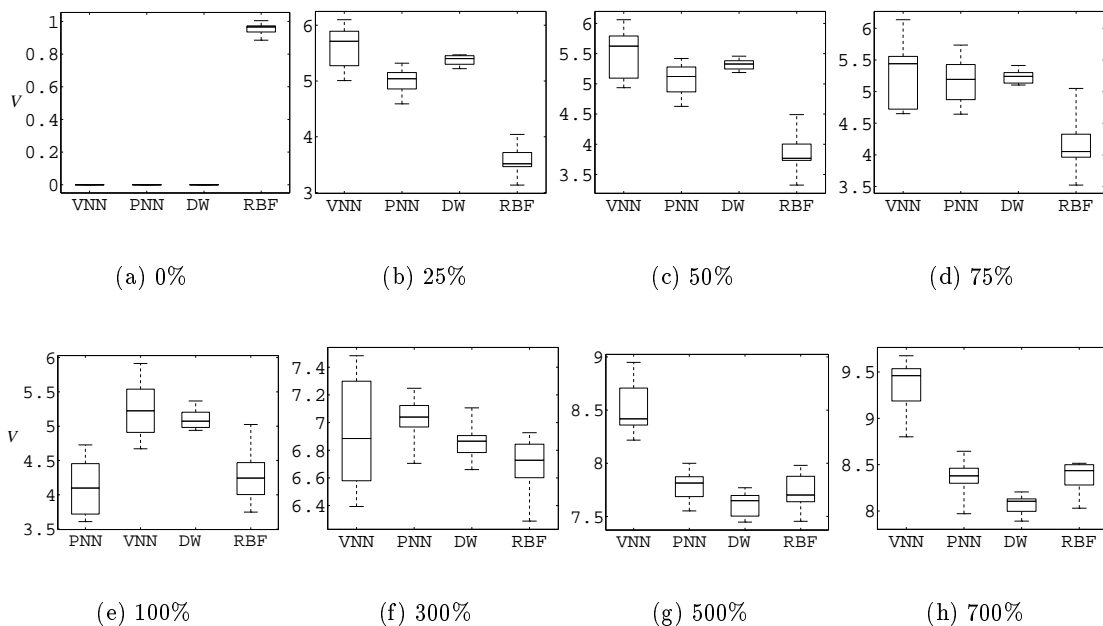 V
1
0.8
0.6
0.4
0.2
0
VNN PNN DW RBF
(a) 0%
6
5
4
3
VNN PNN DW RBF
(b) 25%
6
5.5
5
4.5
4
3.5
VNN PNN DW RBF
(c) 50%
6
5.5
5
4.5
4
3.5
VNN PNN DW RBF
(d) 75%
V
6
5.5
5
4.5
4
3.5
PNN VNN DW RBF
(e) 100%
7.4
7.2
7
6.8
6.6
6.4
VNN PNN DW RBF
(f) 300%
9
8.5
8
7.5
VNN PNN DW RBF
(g) 500%
9.5
9
8.5
8
VNN PNN DW RBF
(h) 700%